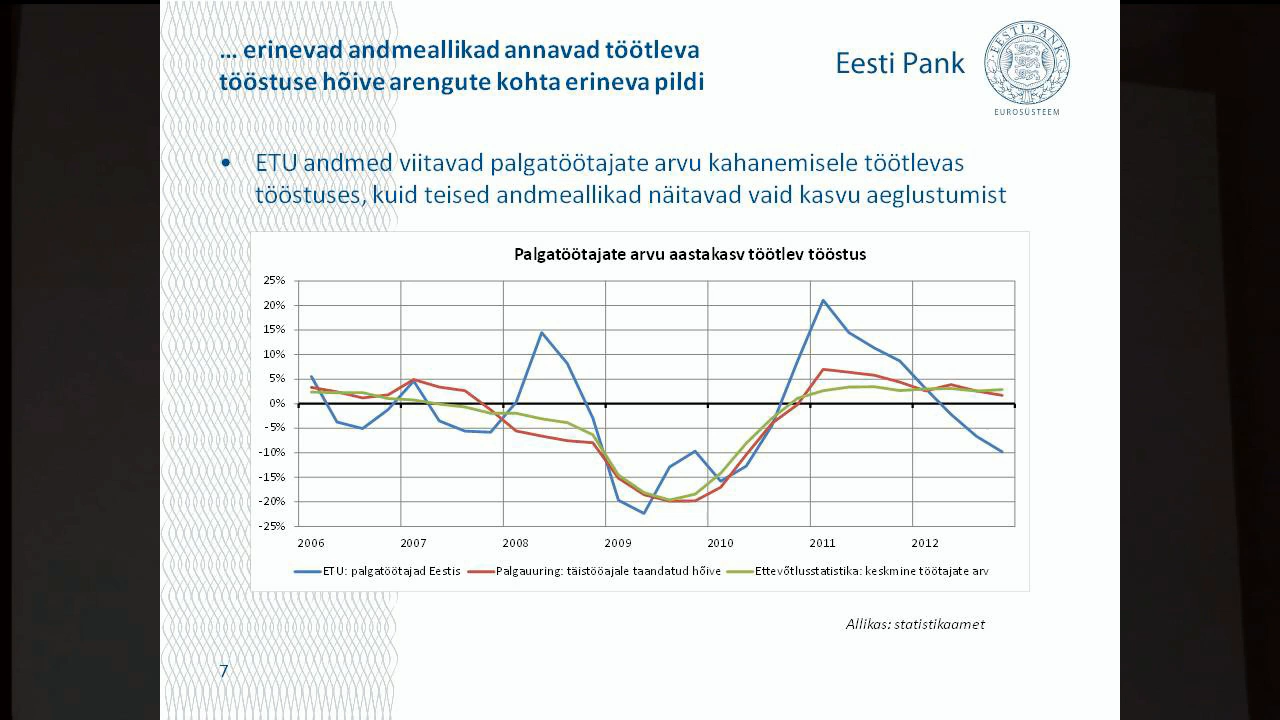 … erinevad andmeallikad annavad töötleva
tööstuse hõive arengute kohta erineva pildi
Eesti Pank
EESTI·PANK
EUROSÜSTEEM
• ETU andmed viitavad palgatöötajate arvu kahanemisele töötlevas
tööstuses, kuid teised andmeallikad näitavad vaid kasvu aeglustumist
Palgatöötajate arvu aastakasv töötlev tööstus
25%
20%
15%
10%
5%
0%
-5%
-10%
-15%
-20%
-25%
2006 2007 2008 2009 2010 2011 2012
ETU: palgatöötajad Eestis Palgauuring: täistööajale taandatud hõive Ettevõtlusstatistika: keskmine töötajate arv
Allikas: statistikaamet
7